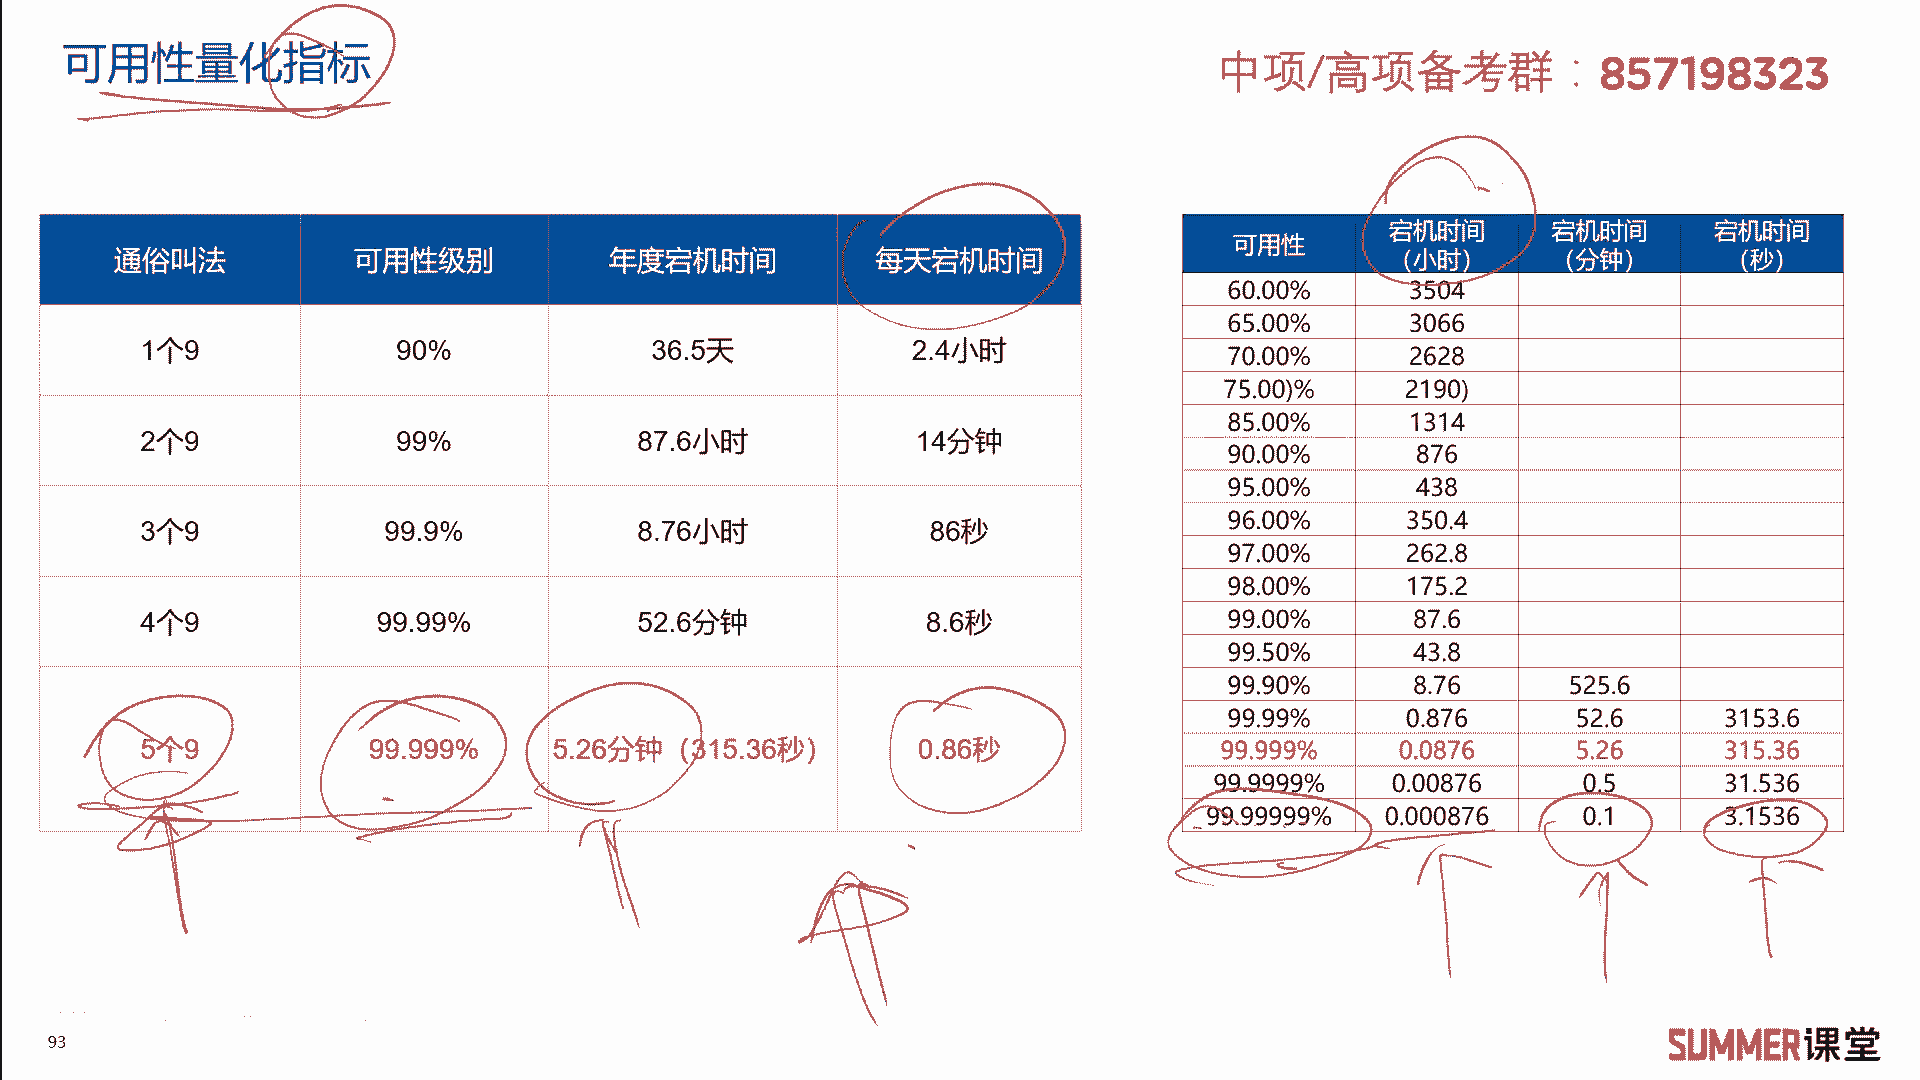 可用性量化指标
中项/高项备考群：857198323
通俗叫法 可用性级别 年度宕机时间 每天宕机时间
1个9 90% 36.5天 2.4小时
2个9 99% 87.6小时 14分钟
3个9 99.9% 8.76小时 86秒
4个9 99.99% 52.6分钟 8.6秒
5个9 99.999% 5.26分钟（315.36秒） 0.86秒
可用性 宕机时间（小时） 宕机时间（分钟） 宕机时间（秒）
60.00% 3504
65.00% 3066
70.00% 2628
75.00)% 2190)
85.00% 1314
90.00% 876
95.00% 438
96.00% 350.4
97.00% 262.8
98.00% 175.2
99.00% 87.6
99.50% 43.8
99.90% 8.76 525.6
99.99% 0.876 52.6 3153.6
99.999% 0.0876 5.26 315.36
99.9999% 0.00876 0.5 31.536
99.99999% 0.000876 0.1 3.1536
93
SUMMER课堂